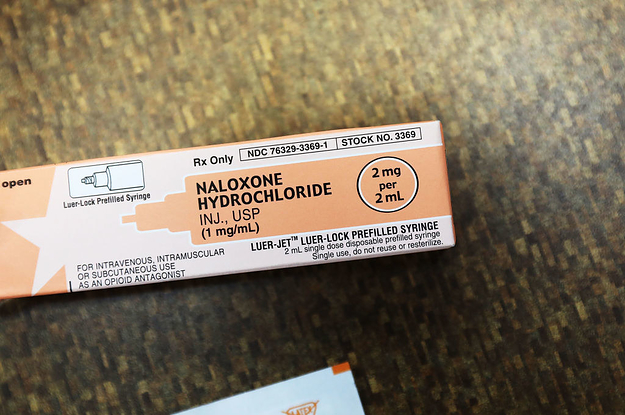 open
Luer-Lock Prefilled Syringe
Rx Only
NDC 76329-3369-1
STOCK NO. 3369
NALOXONE
HYDROCHLORIDE
INJ., USP
(1 mg/mL)
2 mg
per
2 mL
LUER-JET™ LUER-LOCK PREFILLED SYRINGE
2 mL single dose disposable prefilled syringe
Single use, do not reuse or resterilize.
FOR INTRAVENOUS, INTRAMUSCULAR
OR SUBCUTANEOUS USE
AS AN OPIOID ANTAGONIST
LATEX